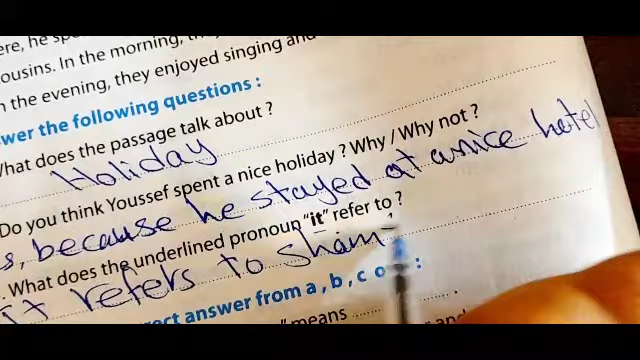 ere, he
ousins. In the morning,
n the evening, they enjoyed singing and
swer the following questions :
What does the passage talk about ?
Holiday
Do you think Youssef spent a nice holiday ? Why / Why not ?
s, because he stayed at a nice hotel
. What does the underlined pronoun "it" refer to ?
it refers to sham
rect answer from a , b , c o :
" means
" and